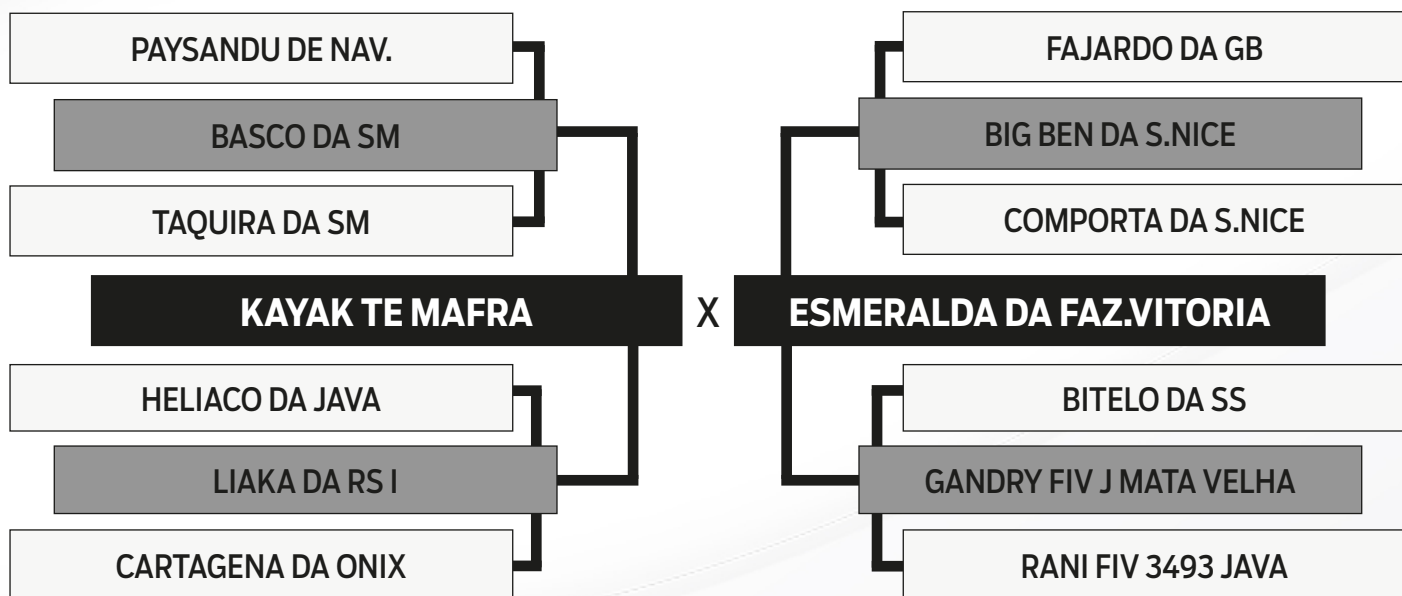 PAYSANDU DE NAV.
FAJARDO DA GB
BASCO DA SM
BIG BEN DA S.NICE
TAQUIRA DA SM
COMPORTA DA S.NICE
KAYAK TE MAFRA X ESMERALDA DA FAZ.VITORIA
HELIACO DA JAVA
BITELO DA SS
LIAKA DA RS I
GANDRY FIV J MATA VELHA
CARTAGENA DA ONIX
RANI FIV 3493 JAVA